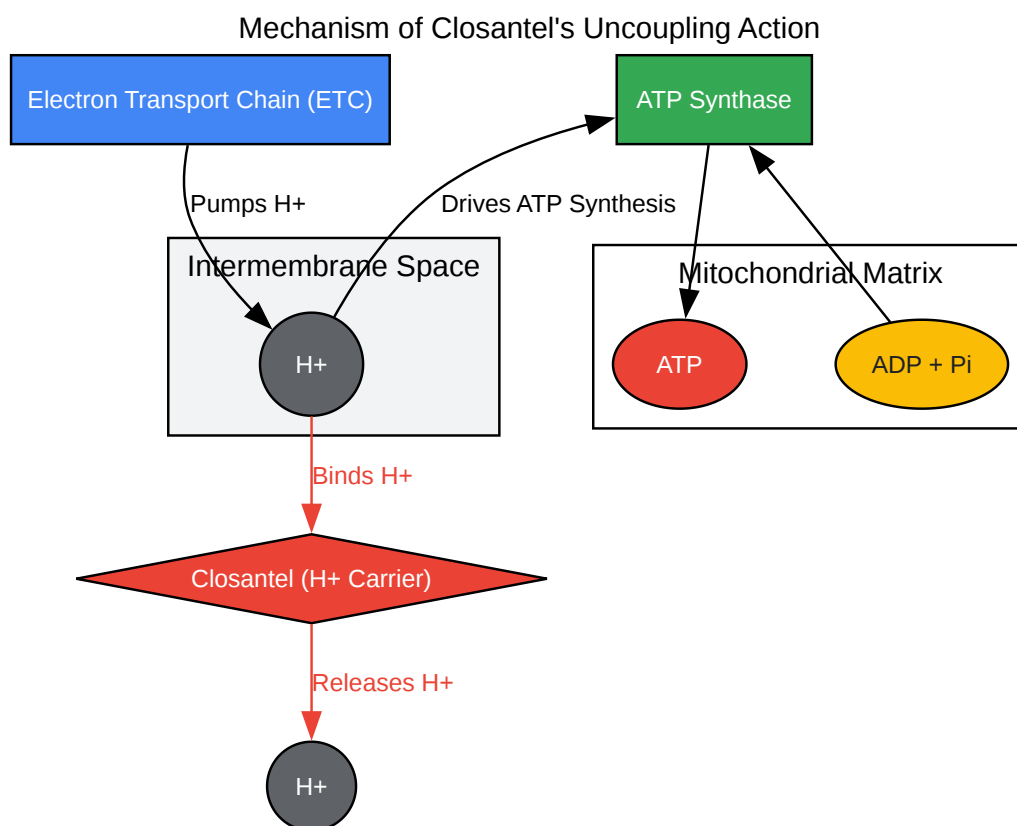 Mechanism of Closantel's Uncoupling Action
Electron Transport Chain (ETC)
ATP Synthase
Pumps H+
Drives ATP Synthesis
Intermembrane Space
Mitochondrial Matrix
H+
ATP
ADP + Pi
Binds H+
Closantel (H+ Carrier)
Releases H+
H+